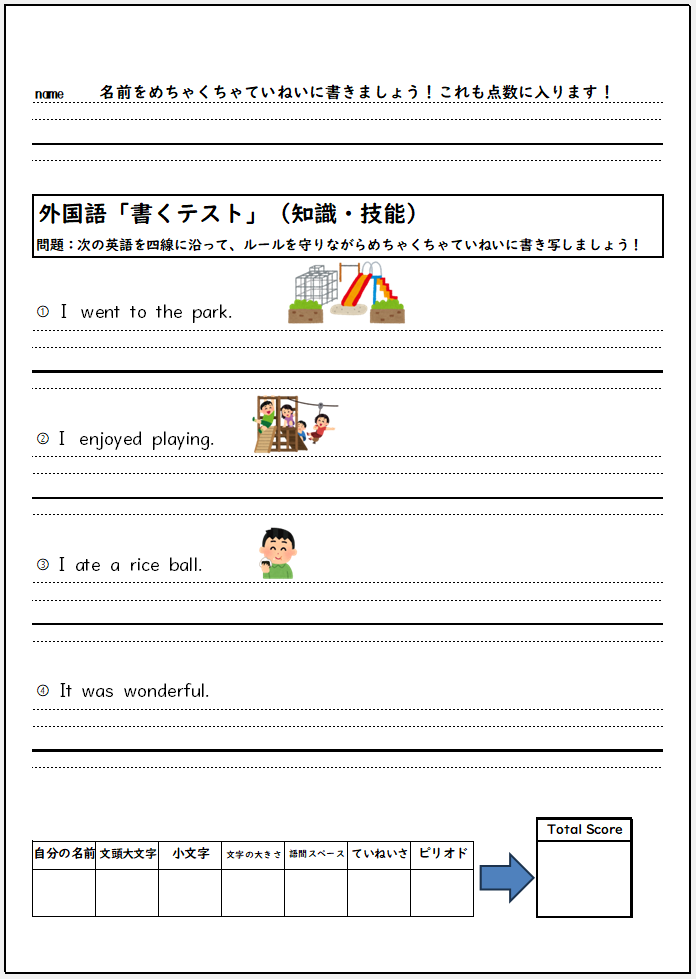 name 名前をめちゃくちゃていねいに書きましょう！これも点数に入ります！
外国語「書くテスト」（知識・技能）
問題：次の英語を四線に沿って、ルールを守りながらめちゃくちゃていねいに書き写しましょう！
① I went to the park.
② I enjoyed playing.
③ I ate a rice ball.
④ It was wonderful.
Total Score
自分の名前 文頭大文字 小文字 文字の大きさ 語間スペース ていねいさ ピリオド